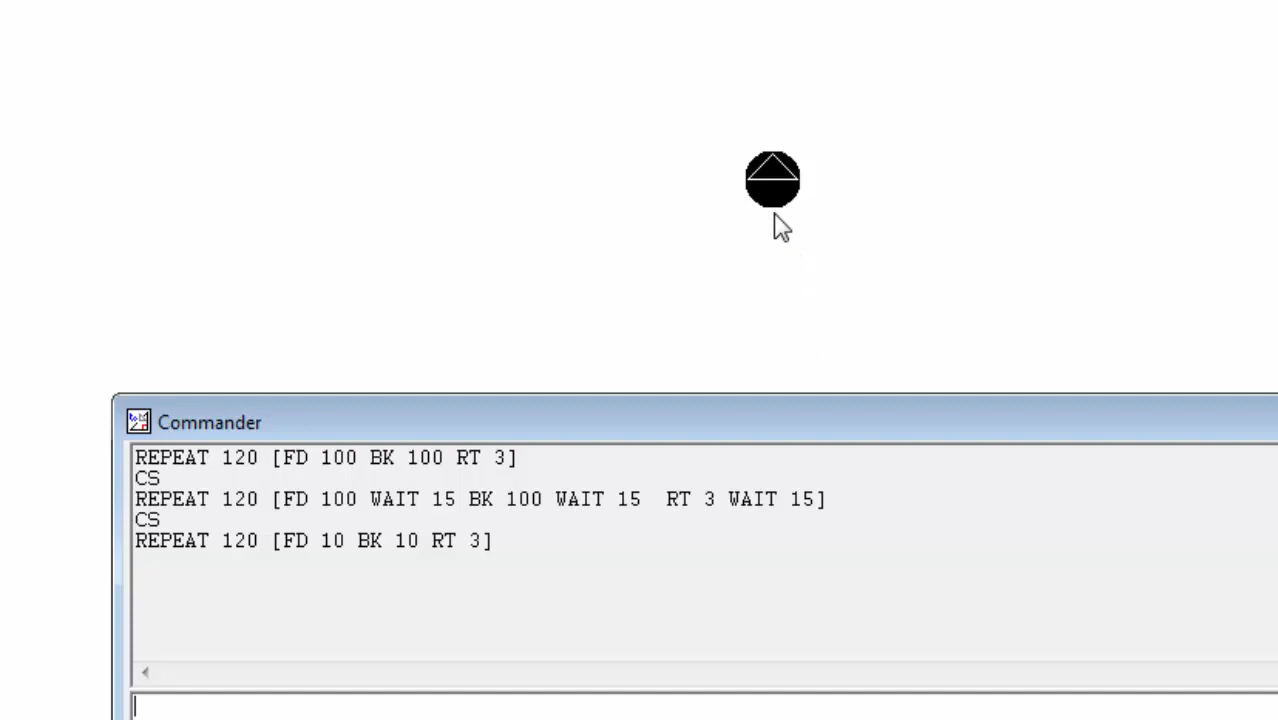 Commander
REPEAT 120 [FD 100 BK 100 RT 3]
CS
REPEAT 120 [FD 100 WAIT 15 BK 100 WAIT 15  RT 3 WAIT 15]
CS
REPEAT 120 [FD 10 BK 10 RT 3]